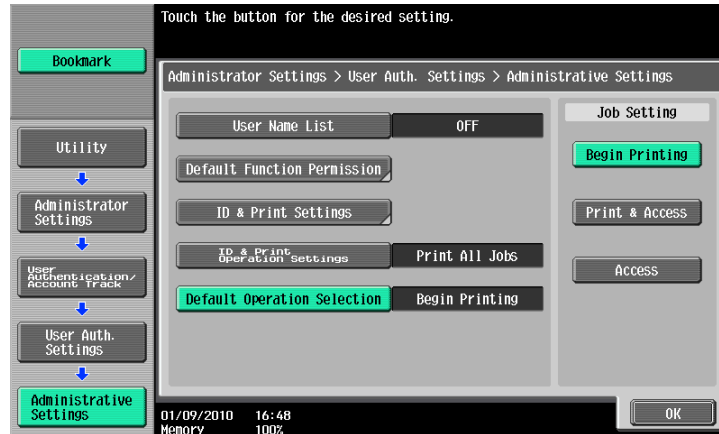 Touch the button for the desired setting.
Bookmark
Administrator Settings > User Auth. Settings > Administrative Settings
Utility
Administrator
Settings
User
Authentication/
Account Track
User Auth.
Settings
Administrative
Settings
User Name List
OFF
Default Function Permission
ID & Print Settings
ID & Print
Operation Settings
Print All Jobs
Default Operation Selection
Begin Printing
Job Setting
Begin Printing
Print & Access
Access
01/09/2010 16:48
Memory 100%
OK